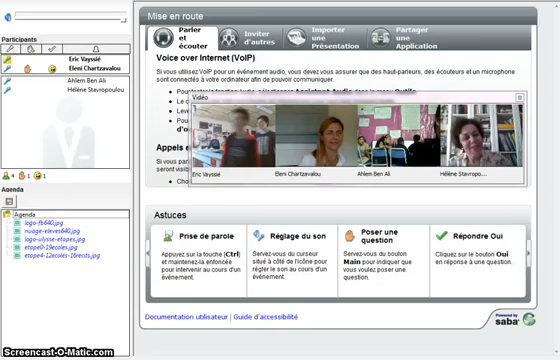 Participants
Eric Vayssié
Eleni Chartzavalou
Ahlem Ben Ali
Hélène Stavropou
4 1 1
Agenda
Agenda
logo-fb640.jpg
nuage-eleves640.jpg
logo-ulysse-etapes.jpg
etape0-19ecoles.jpg
etape4-12ecoles-16recits.jpg
Mise en route
Parler et écouter
Inviter d'autres
Importer une Présentation
Partager une Application
Voice over Internet (VoIP)
Si vous utilisez VoIP pour un événement audio, vous devez vous assurer que des haut-parleurs, des écouteurs et un microphone
sont connectés à votre ordinateur afin de pouvoir communiquer.
Vidéo
Eric Vayssié
Eleni Chartzavalou
Ahlem Ben Ali
Hélène Stavropo...
Appels e
Si vous par
seront visib
Cho
Astuces
Prise de parole
Appuyez sur la touche (Ctrl)
et maintenez-la enfoncée
pour intervenir au cours d'un
événement.
Réglage du son
Servez-vous du curseur
situé à côté de l'icône pour
régler le son au cours d'un
événement.
Poser une question
Servez-vous du bouton
Main pour indiquer que
vous voulez poser une
question.
Répondre Oui
Cliquez sur le bouton Oui
en réponse à une question.
Documentation utilisateur | Guide d'accessibilité
Powered by
saba
Screencast-O-Matic.com